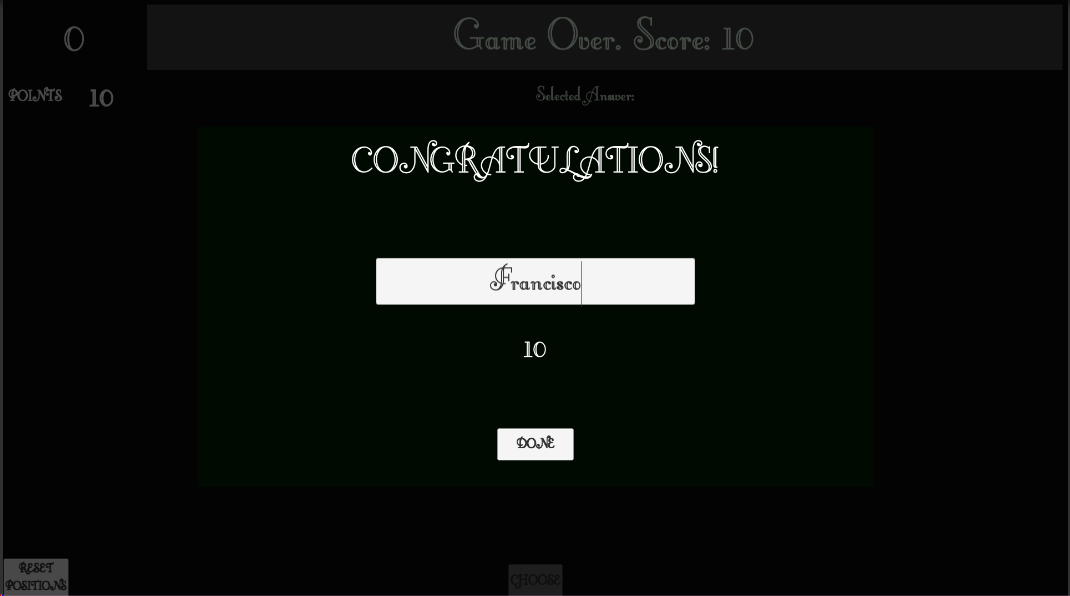 0
Game Over. Score: 10
POINTS 10
Selected Answer:
CONGRATULATIONS!
Francisco
10
DONE
RESET
POSITIONS
CHOOSE